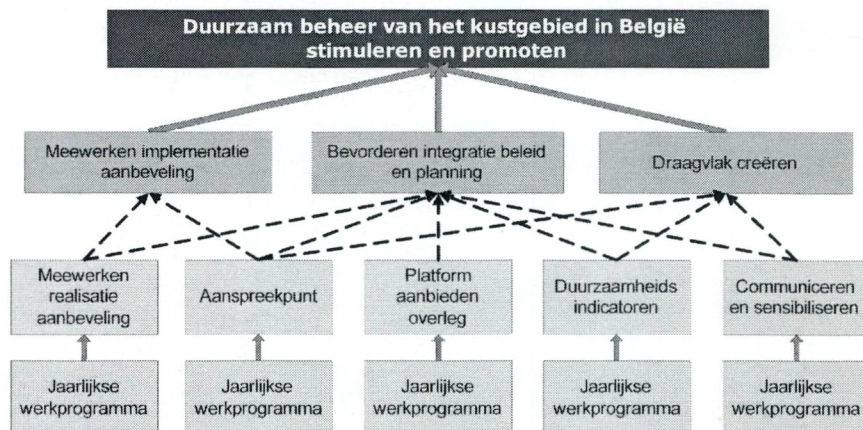 Duurzaam beheer van het kustgebied in België
stimuleren en promoten
Meewerken implementatie
aanbeveling
Bevorderen integratie beleid
en planning
Draagvlak creëren
Meewerken
realisatie
aanbeveling
Aanspreekpunt
Platform
aanbieden
overleg
Duurzaamheids
indicatoren
Communiceren
en sensibiliseren
Jaarlijkse
werkprogramma
Jaarlijkse
werkprogramma
Jaarlijkse
werkprogramma
Jaarlijkse
werkprogramma
Jaarlijkse
werkprogramma